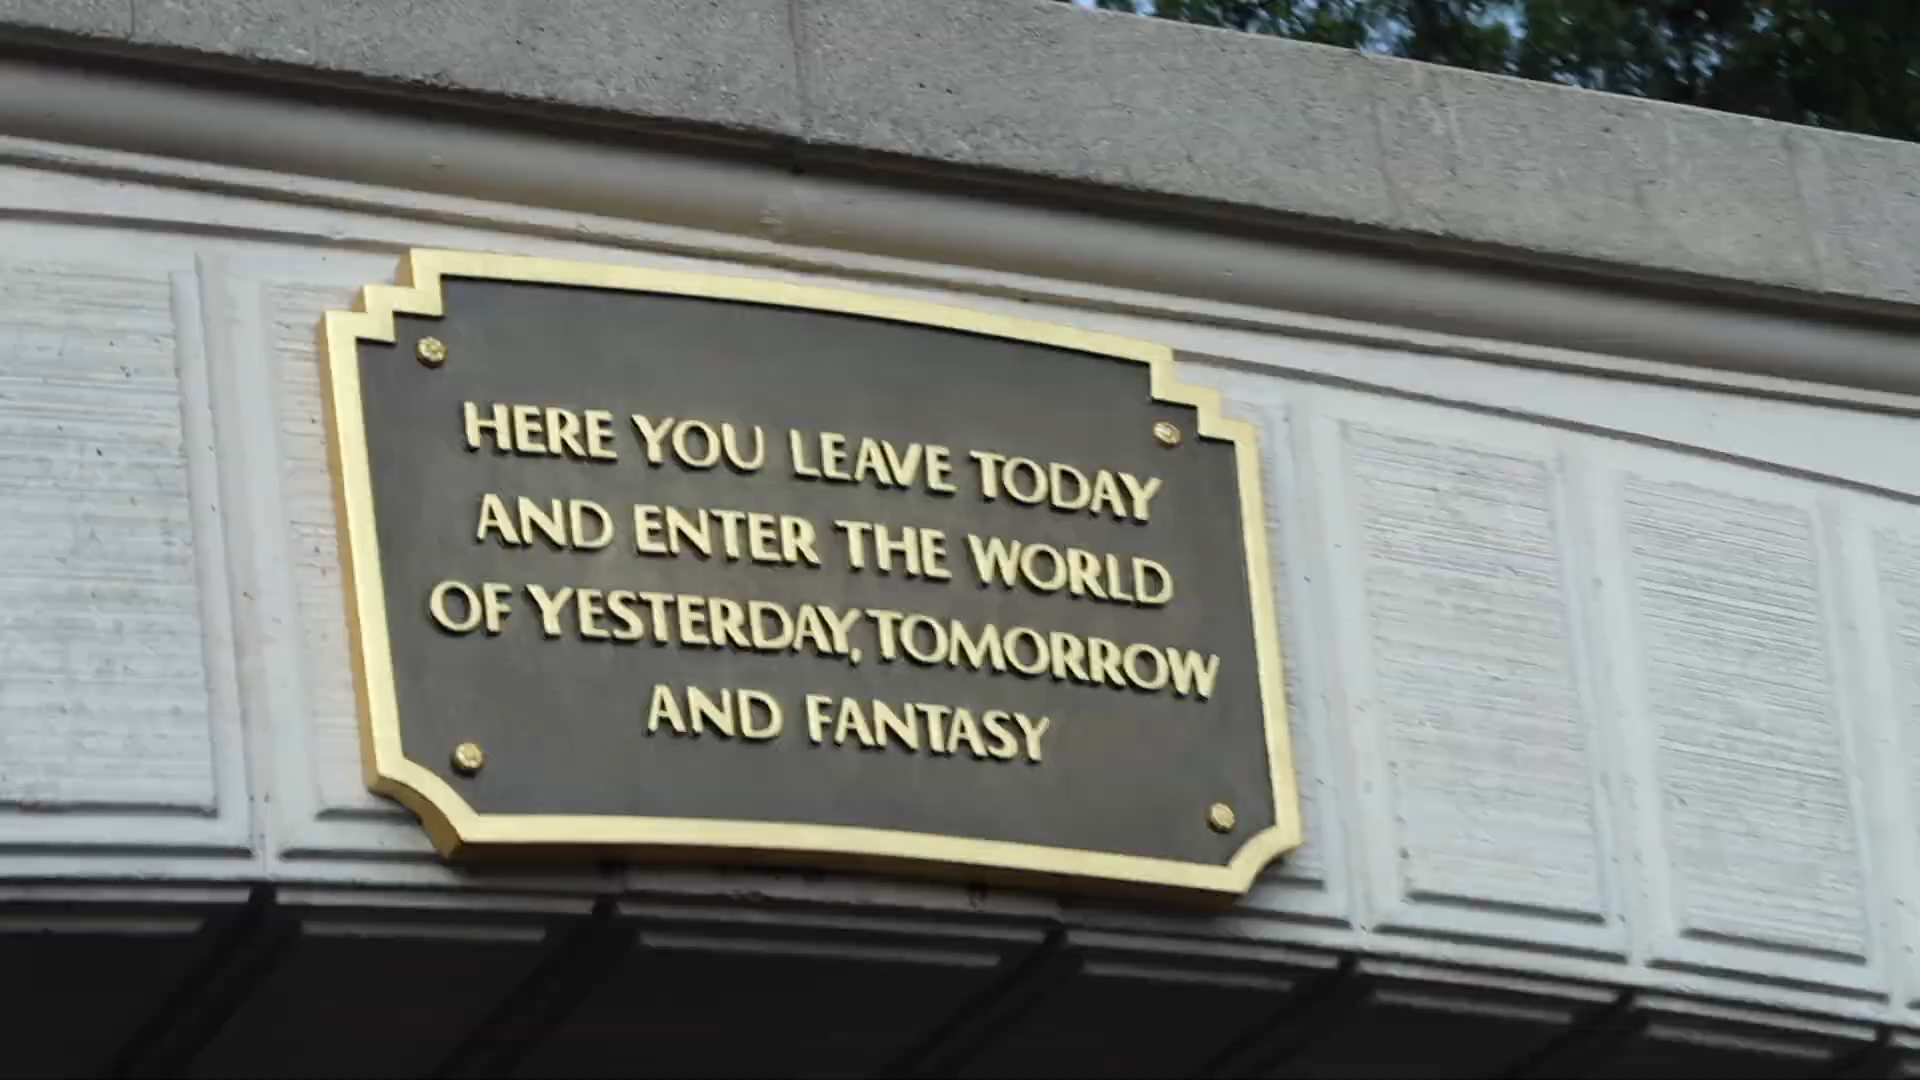 HERE YOU LEAVE TODAY
AND ENTER THE WORLD
OF YESTERDAY, TOMORROW
AND FANTASY